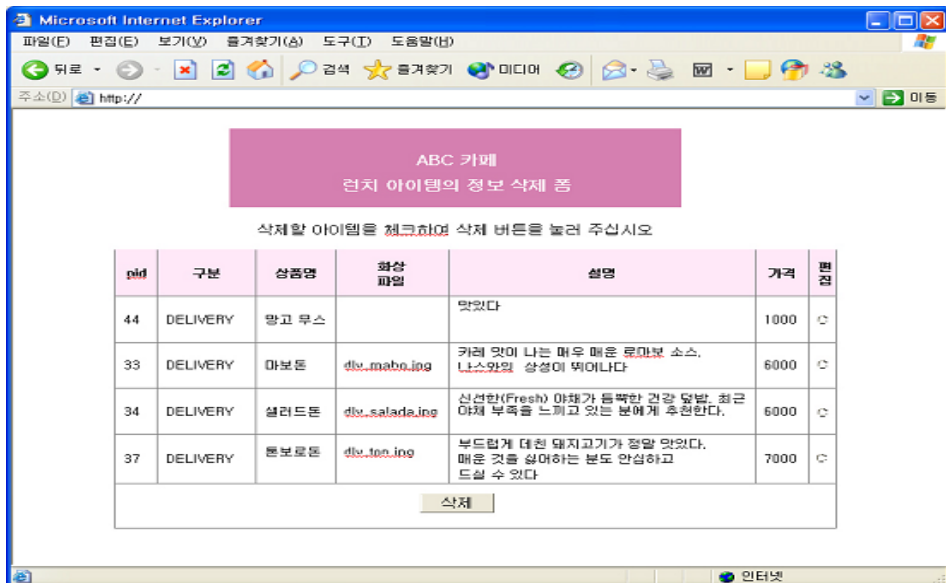 Microsoft Internet Explorer
파일(F) 편집(E) 보기(V) 즐겨찾기(A) 도구(T) 도움말(H)
뒤로 검색 즐겨찾기 미디어
주소(D) http:// 이동
ABC 카페
런치 아이템의 정보 삭제 폼
삭제할 아이템을 체크하여 삭제 버튼을 눌러 주십시오
pid 구분 상품명 화상 파일 설명 가격 편집
44 DELIVERY 망고 무스 맛있다 1000
33 DELIVERY 마보돈 dlv_mabo.jpg 카레 맛이 나는 매우 매운 로마보 소스.
나스와의 상성이 뛰어나다 6000
34 DELIVERY 샐러드돈 dlv_salada.jpg 신선한(Fresh) 야채가 듬뿍한 건강 덮밥. 최근
야채 부족을 느끼고 있는 분에게 추천한다. 6000
37 DELIVERY 톤보로돈 dlv_ton.jpg 부드럽게 데친 돼지고기가 정말 맛있다.
매운 것을 싫어하는 분도 안심하고
드실 수 있다 7000
삭제
인터넷